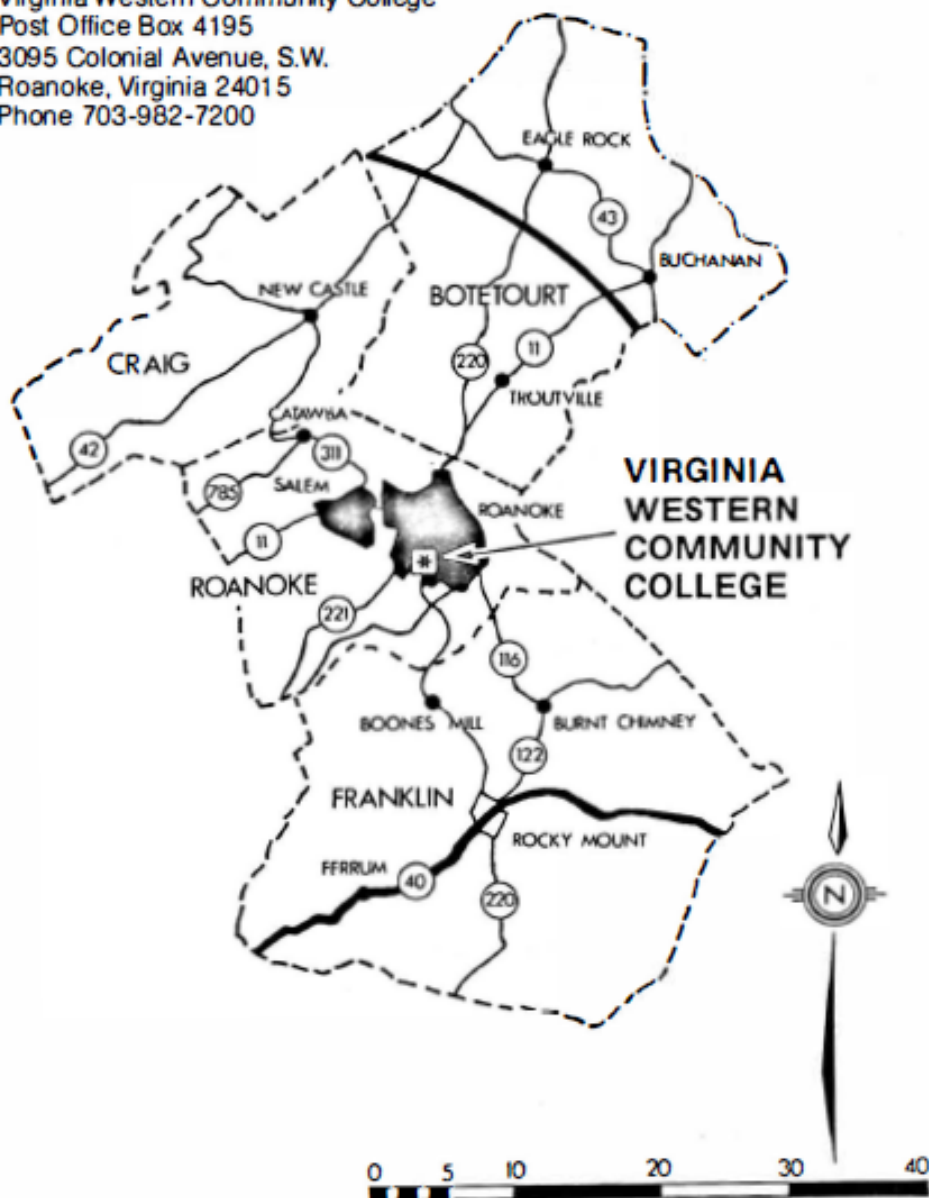 Virginia Western Community College
Post Office Box 4195
3095 Colonial Avenue, S.W.
Roanoke, Virginia 24015
Phone 703-982-7200
EAGLE ROCK
43
BUCHANAN
NEW CASTLE
BOTETOURT
CRAIG
220
11
TROUTVILLE
CATAWBA
42
311
785
SALEM
ROANOKE
11
VIRGINIA
WESTERN
COMMUNITY
COLLEGE
*
ROANOKE
221
116
BOONES MILL
BURNT CHIMNEY
122
FRANKLIN
ROCKY MOUNT
FERRUM
40
220
N
0 5 10 20 30 40